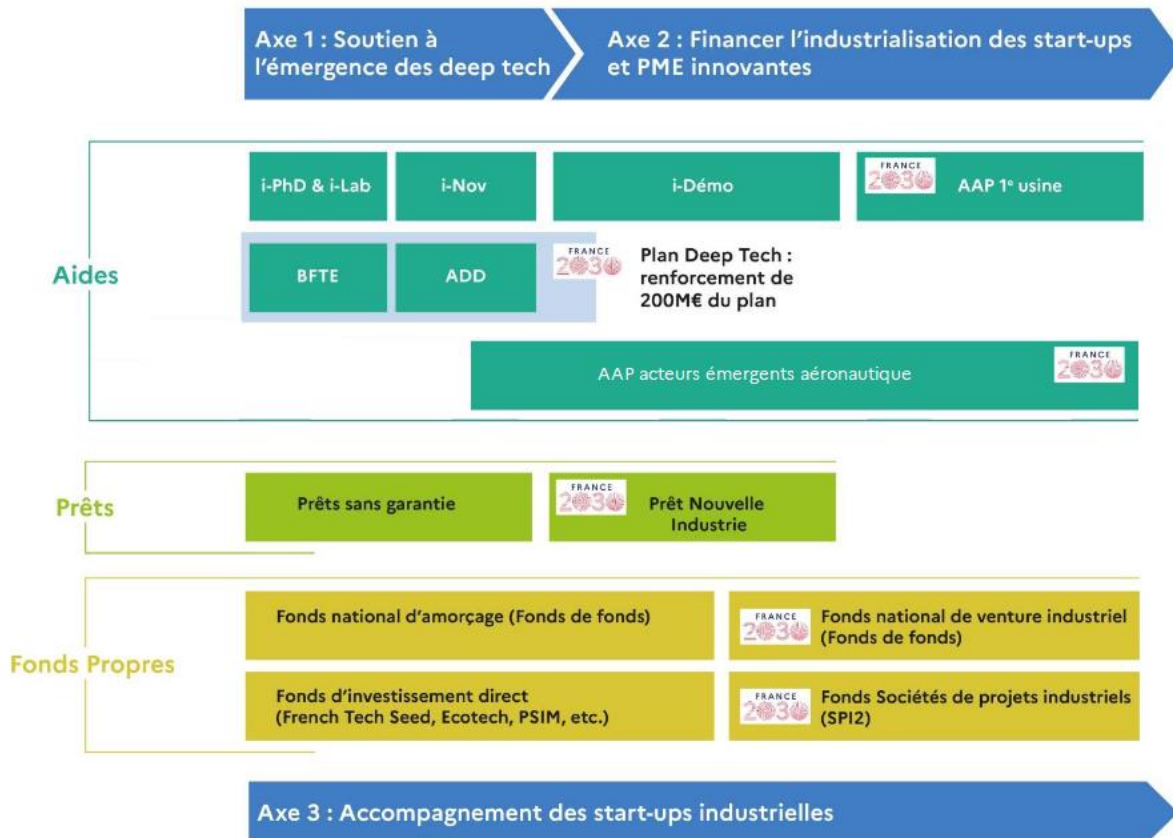 Axe 1 : Soutien à
l'émergence des deep tech
Axe 2 : Financer l'industrialisation des start-ups
et PME innovantes
Aides
i-PhD & i-Lab
i-Nov
i-Démo
FRANCE
2030
AAP 1e usine
BFTE
ADD
FRANCE
2030
Plan Deep Tech :
renforcement de
200M€ du plan
AAP acteurs émergents aéronautique
FRANCE
2030
Prêts
Prêts sans garantie
FRANCE
2030
Prêt Nouvelle
Industrie
Fonds Propres
Fonds national d'amorçage (Fonds de fonds)
FRANCE
2030
Fonds national de venture industriel
(Fonds de fonds)
Fonds d'investissement direct
(French Tech Seed, Ecotech, PSIM, etc.)
FRANCE
2030
Fonds Sociétés de projets industriels
(SPI2)
Axe 3 : Accompagnement des start-ups industrielles